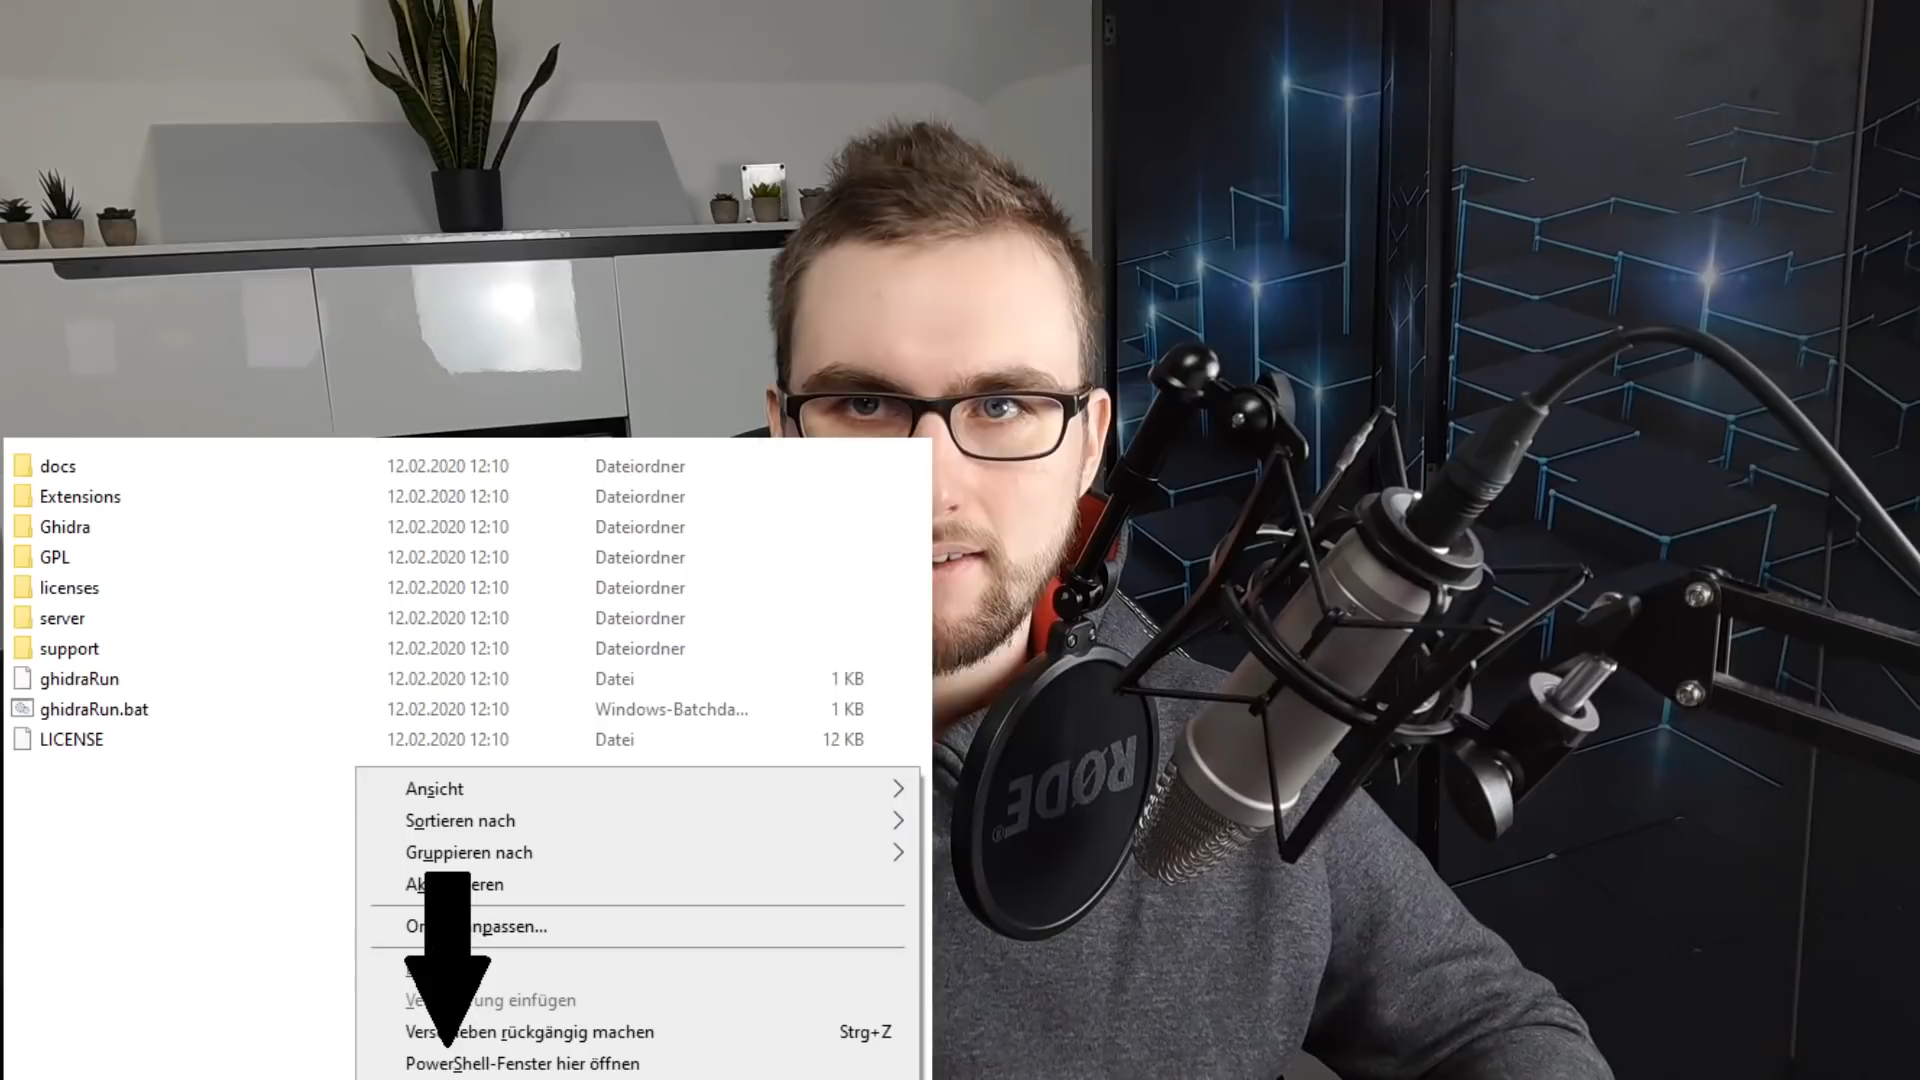 docs 12.02.2020 12:10 Dateiordner
Extensions 12.02.2020 12:10 Dateiordner
Ghidra 12.02.2020 12:10 Dateiordner
GPL 12.02.2020 12:10 Dateiordner
licenses 12.02.2020 12:10 Dateiordner
server 12.02.2020 12:10 Dateiordner
support 12.02.2020 12:10 Dateiordner
ghidraRun 12.02.2020 12:10 Datei 1 KB
ghidraRun.bat 12.02.2020 12:10 Windows-Batchda... 1 KB
LICENSE 12.02.2020 12:10 Datei 12 KB
Ansicht
Sortieren nach
Gruppieren nach
einfügen
rückgängig machen Strg+Z
PowerShell-Fenster hier öffnen
RØDE